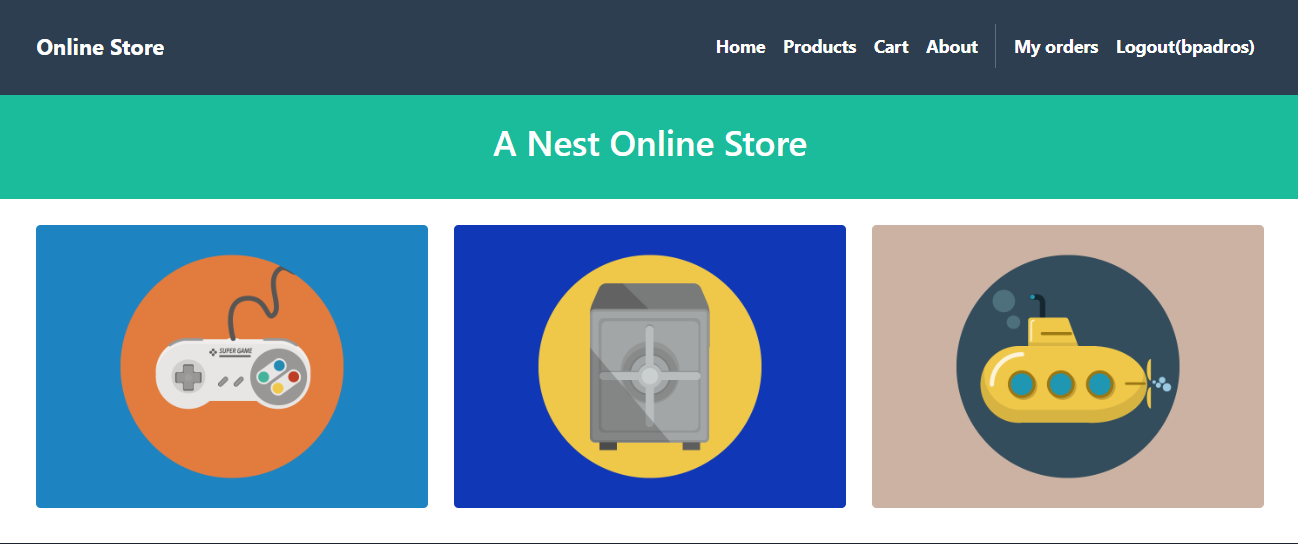 Online Store
Home Products Cart About My orders Logout(bpadros)
A Nest Online Store
SUPER GAME